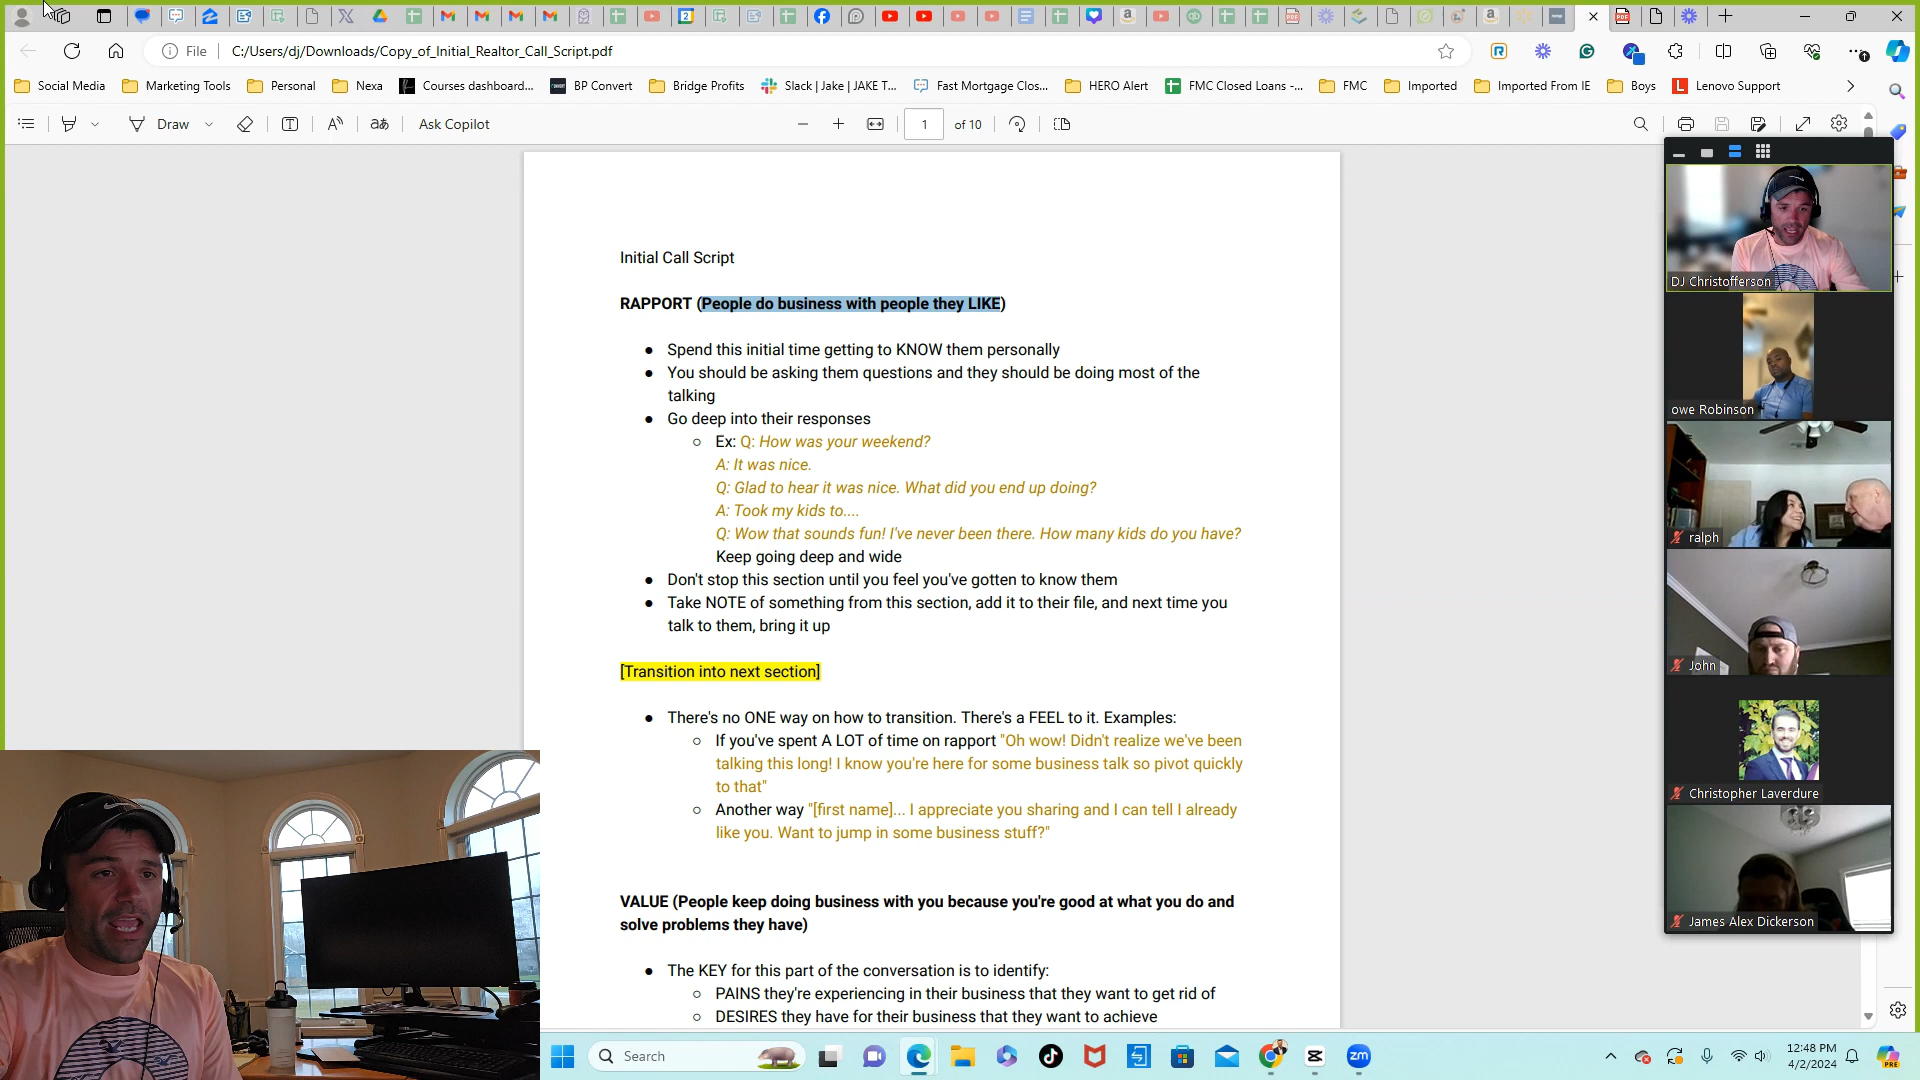 File
C:/Users/dj/Downloads/Copy_of_Initial_Realtor_Call_Script.pdf
Social Media
Marketing Tools
Personal
Nexa
Courses dashboard...
BP Convert
Bridge Profits
Slack | Jake | JAKE T...
Fast Mortgage Clos...
HERO Alert
FMC Closed Loans -...
FMC
Imported
Imported From IE
Boys
Lenovo Support
Draw
Ask Copilot
1
of 10
Initial Call Script
RAPPORT (People do business with people they LIKE)
● Spend this initial time getting to KNOW them personally
● You should be asking them questions and they should be doing most of the
talking
● Go deep into their responses
○ Ex: Q: How was your weekend?
A: It was nice.
Q: Glad to hear it was nice. What did you end up doing?
A: Took my kids to....
Q: Wow that sounds fun! I've never been there. How many kids do you have?
Keep going deep and wide
● Don't stop this section until you feel you've gotten to know them
● Take NOTE of something from this section, add it to their file, and next time you
talk to them, bring it up
[Transition into next section]
● There's no ONE way on how to transition. There's a FEEL to it. Examples:
○ If you've spent A LOT of time on rapport "Oh wow! Didn't realize we've been
talking this long! I know you're here for some business talk so pivot quickly
to that"
○ Another way "[first name]... I appreciate you sharing and I can tell I already
like you. Want to jump in some business stuff?"
VALUE (People keep doing business with you because you're good at what you do and
solve problems they have)
● The KEY for this part of the conversation is to identify:
○ PAINS they're experiencing in their business that they want to get rid of
○ DESIRES they have for their business that they want to achieve
DJ Christofferson
owe Robinson
ralph
John
Christopher Laverdure
James Alex Dickerson
Search
zm
12:48 PM
4/2/2024
PRE